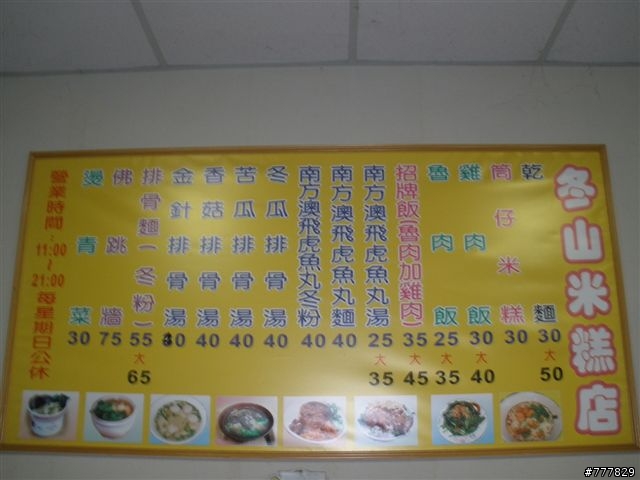 冬山米糕店
乾麵 30 大 50
筒仔米糕 30
雞肉飯 30 大 40
魯肉飯 25 大 35
招牌飯(魯肉加雞肉) 35 大 45
南方澳飛虎魚丸湯 25 大 35
南方澳飛虎魚丸麵 40
南方澳飛虎魚丸冬粉 40
冬瓜排骨湯 40
苦瓜排骨湯 40
香菇排骨湯 40
金針排骨湯 40
排骨麵(冬粉) 55 大 65
佛跳牆 75
燙青菜 30
營業時間:11:00~21:00每星期日公休
#777829